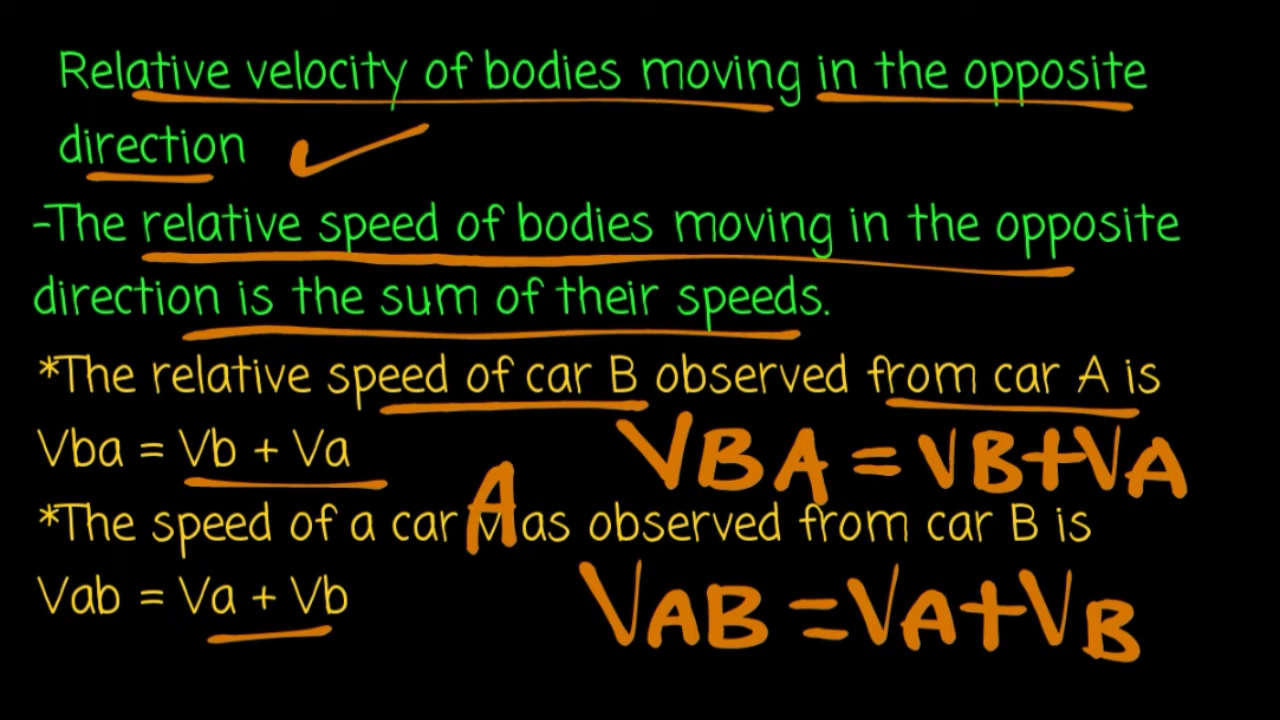 Relative velocity of bodies moving in the opposite
direction
-The relative speed of bodies moving in the opposite
direction is the sum of their speeds.
*The relative speed of car B observed from car A is
Vba = Vb + Va
VBA = VB+VA
*The speed of a car A as observed from car B is
Vab = Va + Vb
VAB = VA+VB